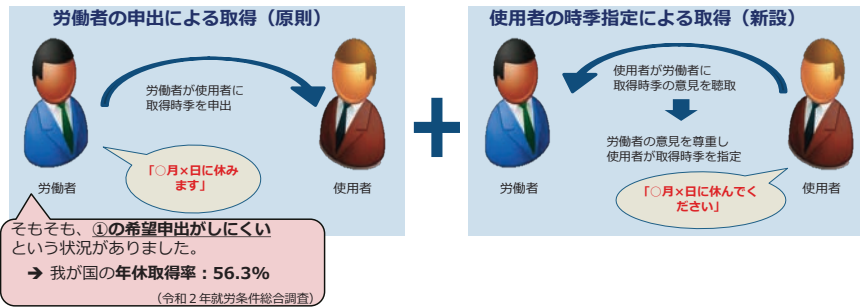 労働者の申出による取得（原則）
労働者が使用者に
取得時季を申出
「○月×日に休み
ます」
労働者
使用者
そもそも、①の希望申出がしにくい
という状況がありました。
➔ 我が国の年休取得率：56.3%
（令和２年就労条件総合調査）
＋
使用者の時季指定による取得（新設）
使用者が労働者に
取得時季の意見を聴取
労働者の意見を尊重し
使用者が取得時季を指定
「○月×日に休んでく
ださい」
労働者
使用者